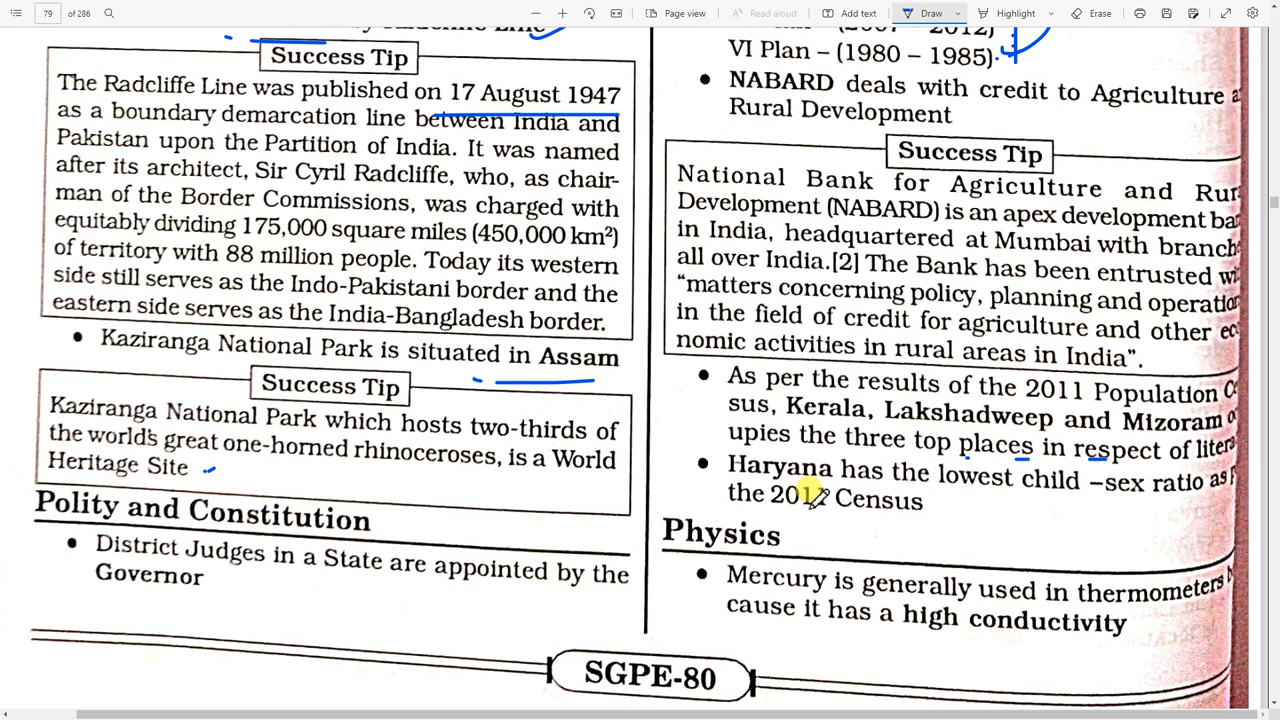 79
of 286
Page view
Read aloud
Add text
Draw
Highlight
Erase
Success Tip
The Radcliffe Line was published on 17 August 1947
as a boundary demarcation line between India and
Pakistan upon the Partition of India. It was named
after its architect, Sir Cyril Radcliffe, who, as chair-
man of the Border Commissions, was charged with
equitably dividing 175,000 square miles (450,000 km²)
of territory with 88 million people. Today its western
side still serves as the Indo-Pakistani border and the
eastern side serves as the India-Bangladesh border.
• Kaziranga National Park is situated in Assam
Success Tip
Kaziranga National Park which hosts two-thirds of
the world's great one-horned rhinoceroses, is a World
Heritage Site
Polity and Constitution
• District Judges in a State are appointed by the
Governor
VI Plan – (1980 – 1985)
• NABARD deals with credit to Agriculture
Rural Development
Success Tip
National Bank for Agriculture and
Development (NABARD) is an apex development
in India, headquartered at Mumbai with
all over India.[2] The Bank has been entrusted
"matters concerning policy, planning and
in the field of credit for agriculture and other
nomic activities in rural areas in India".
• As per the results of the 2011 Population
sus, Kerala, Lakshadweep and Mizoram
upies the three top places in respect of
• Haryana has the lowest child –sex ratio as
the 2011 Census
Physics
• Mercury is generally used in thermometers
cause it has a high conductivity
SGPE-80